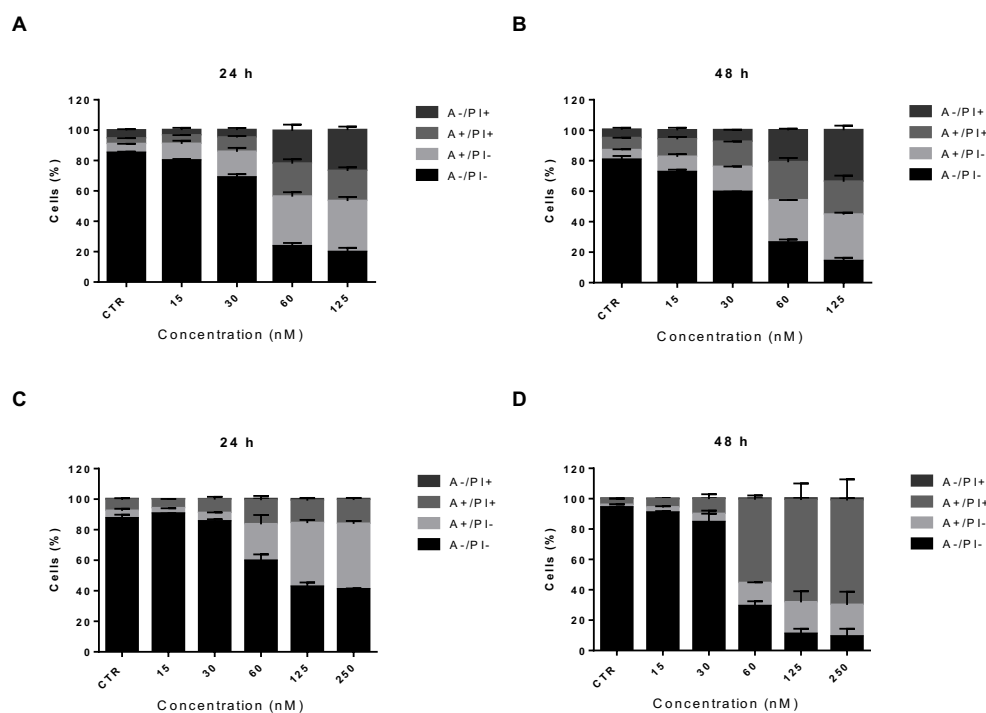 A
24 h
120
100
80
60
40
20
0
Cells (%)
CTR
15
30
60
125
Concentration (nM)
A-/PI+
A+/PI+
A+/PI-
A-/PI-
B
48 h
120
100
80
60
40
20
0
Cells (%)
CTR
15
30
60
125
Concentration (nM)
A-/PI+
A+/PI+
A+/PI-
A-/PI-
C
24 h
120
100
80
60
40
20
0
Cells (%)
CTR
15
30
60
125
250
Concentration (nM)
A-/PI+
A+/PI+
A+/PI-
A-/PI-
D
48 h
120
100
80
60
40
20
0
Cells (%)
CTR
15
30
60
125
250
Concentration (nM)
A-/PI+
A+/PI+
A+/PI-
A-/PI-